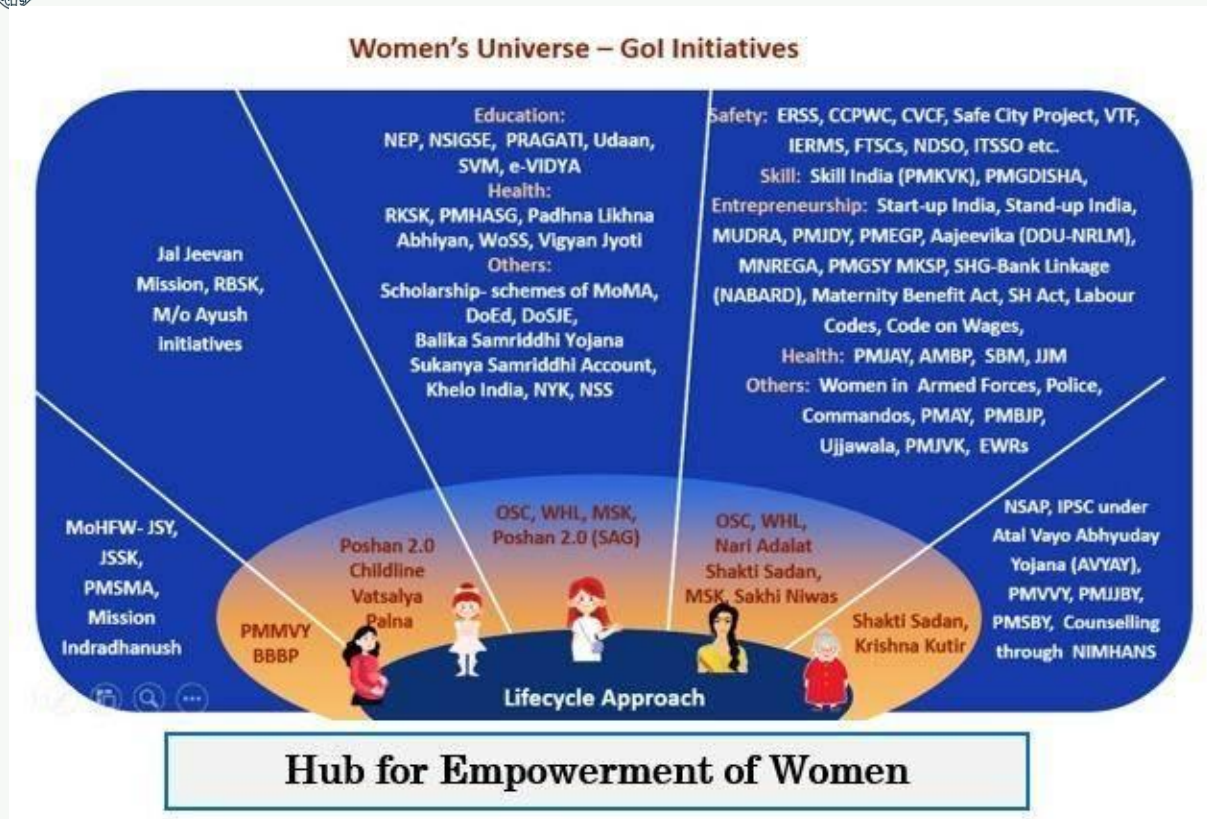 Women's Universe – GoI Initiatives
Jal Jeevan
Mission, RBSK,
M/o Ayush
initiatives
Education:
NEP, NSIGSE, PRAGATI, Udaan,
SVM, e-VIDYA
Health:
RKSK, PMHASG, Padhna Likhna
Abhiyan, WoSS, Vigyan Jyoti
Others:
Scholarship- schemes of MoMA,
DoEd, DoSJE,
Balika Samriddhi Yojana
Sukanya Samriddhi Account,
Khelo India, NYK, NSS
Safety: ERSS, CCPWC, CVCF, Safe City Project, VTF,
IERMS, FTSCs, NDSO, ITSSO etc.
Skill: Skill India (PMKVK), PMGDISHA,
Entrepreneurship: Start-up India, Stand-up India,
MUDRA, PMJDY, PMEGP, Aajeevika (DDU-NRLM),
MNREGA, PMGSY MKSP, SHG-Bank Linkage
(NABARD), Maternity Benefit Act, SH Act, Labour
Codes, Code on Wages,
Health: PMJAY, AMBP, SBM, JJM
Others: Women in Armed Forces, Police,
Commandos, PMAY, PMBJP,
Ujjawala, PMJVK, EWRs
MoHFW- JSY,
JSSK,
PMSMA,
Mission
Indradhanush
PMMVY
BBBP
Poshan 2.0
Childline
Vatsalya
Palna
OSC, WHL, MSK,
Poshan 2.0 (SAG)
OSC, WHL,
Nari Adalat
Shakti Sadan,
MSK, Sakhi Niwas
Shakti Sadan,
Krishna Kutir
NSAP, IPSC under
Atal Vayo Abhyuday
Yojana (AVYAY),
PMVVY, PMJJBY,
PMSBY, Counselling
through NIMHANS
Lifecycle Approach
Hub for Empowerment of Women